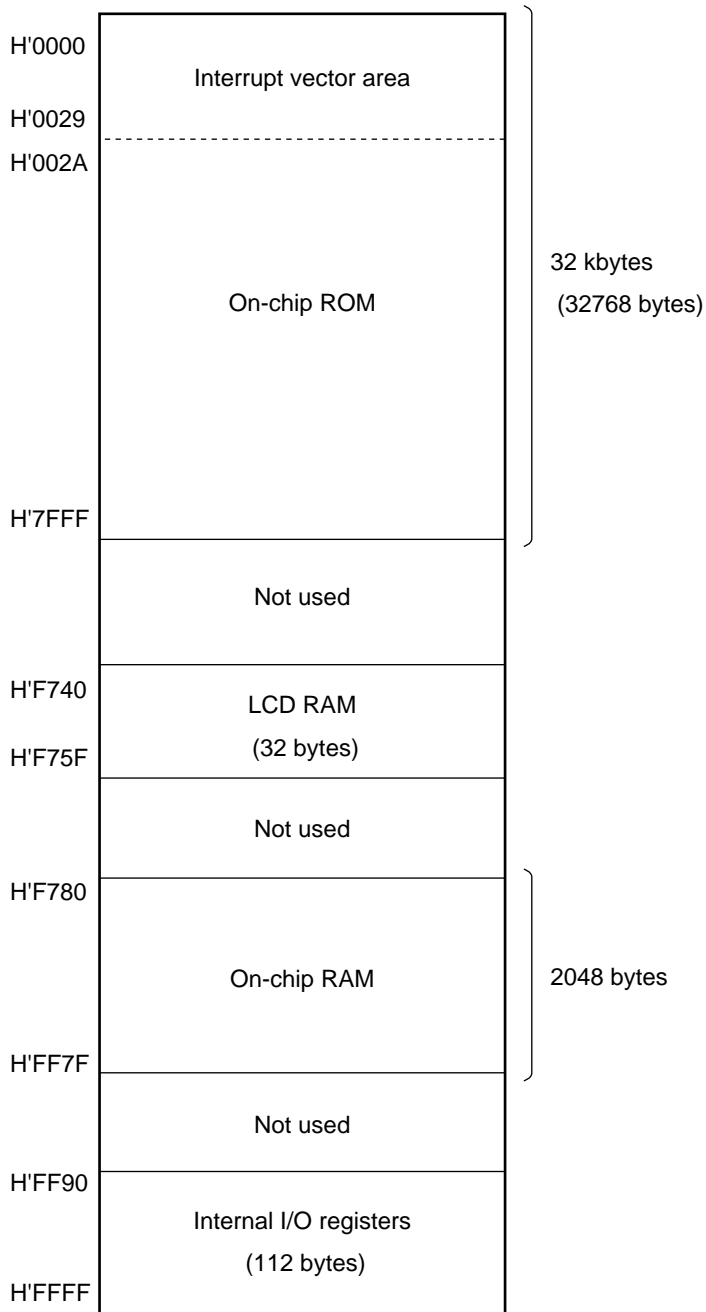 H'0000
Interrupt vector area
H'0029
H'002A
32 kbytes
(32768 bytes)
On-chip ROM
H'7FFF
Not used
H'F740
LCD RAM
(32 bytes)
H'F75F
Not used
H'F780
On-chip RAM
2048 bytes
H'FF7F
Not used
H'FF90
Internal I/O registers
(112 bytes)
H'FFFF